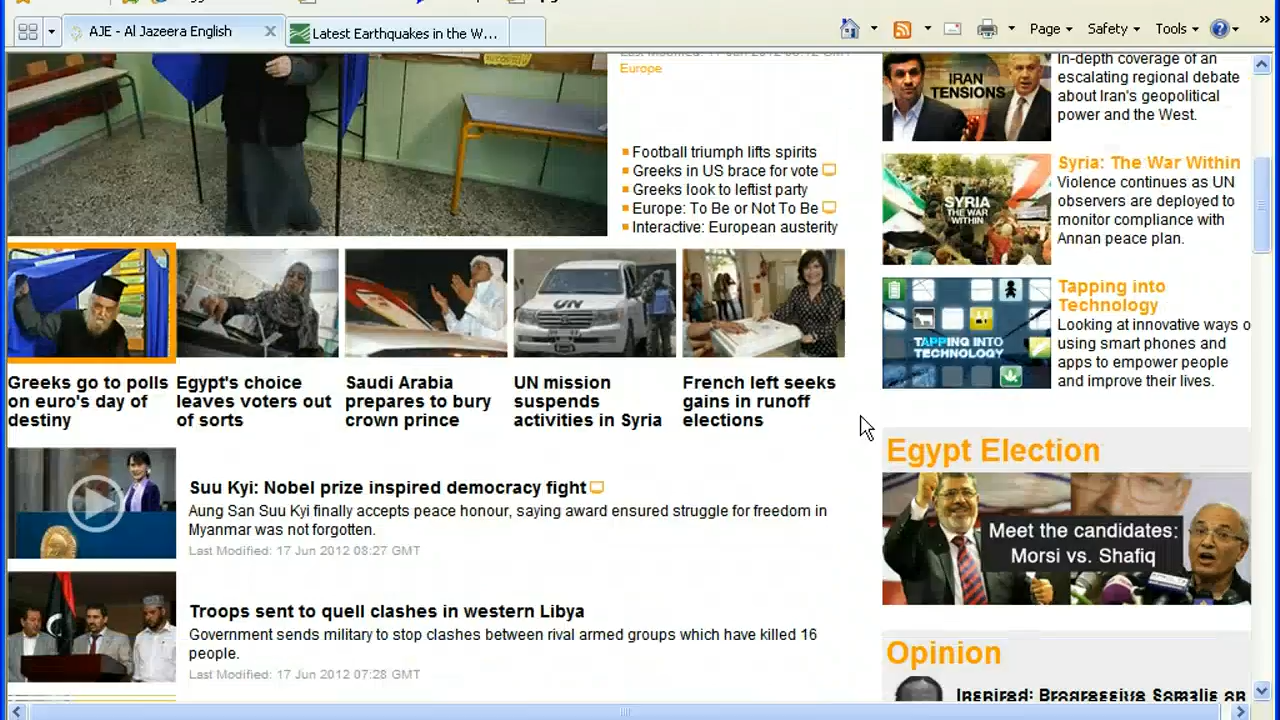 AJE - Al Jazeera English
Latest Earthquakes in the W...
Page
Safety
Tools
Europe
Football triumph lifts spirits
Greeks in US brace for vote
Greeks look to leftist party
Europe: To Be or Not To Be
Interactive: European austerity
IRAN
TENSIONS
In-depth coverage of an
escalating regional debate
about Iran's geopolitical
power and the West.
SYRIA
THE WAR
WITHIN
Syria: The War Within
Violence continues as UN
observers are deployed to
monitor compliance with
Annan peace plan.
TAPPING INTO
TECHNOLOGY
Tapping into
Technology
Looking at innovative ways o
using smart phones and
apps to empower people
and improve their lives.
UN
Greeks go to polls
on euro's day of
destiny
Egypt's choice
leaves voters out
of sorts
Saudi Arabia
prepares to bury
crown prince
UN mission
suspends
activities in Syria
French left seeks
gains in runoff
elections
Suu Kyi: Nobel prize inspired democracy fight
Aung San Suu Kyi finally accepts peace honour, saying award ensured struggle for freedom in
Myanmar was not forgotten.
Last Modified: 17 Jun 2012 08:27 GMT
Troops sent to quell clashes in western Libya
Government sends military to stop clashes between rival armed groups which have killed 16
people.
Last Modified: 17 Jun 2012 07:28 GMT
Egypt Election
Meet the candidates:
Morsi vs. Shafiq
Opinion
Inspired: Progressive Somalis on